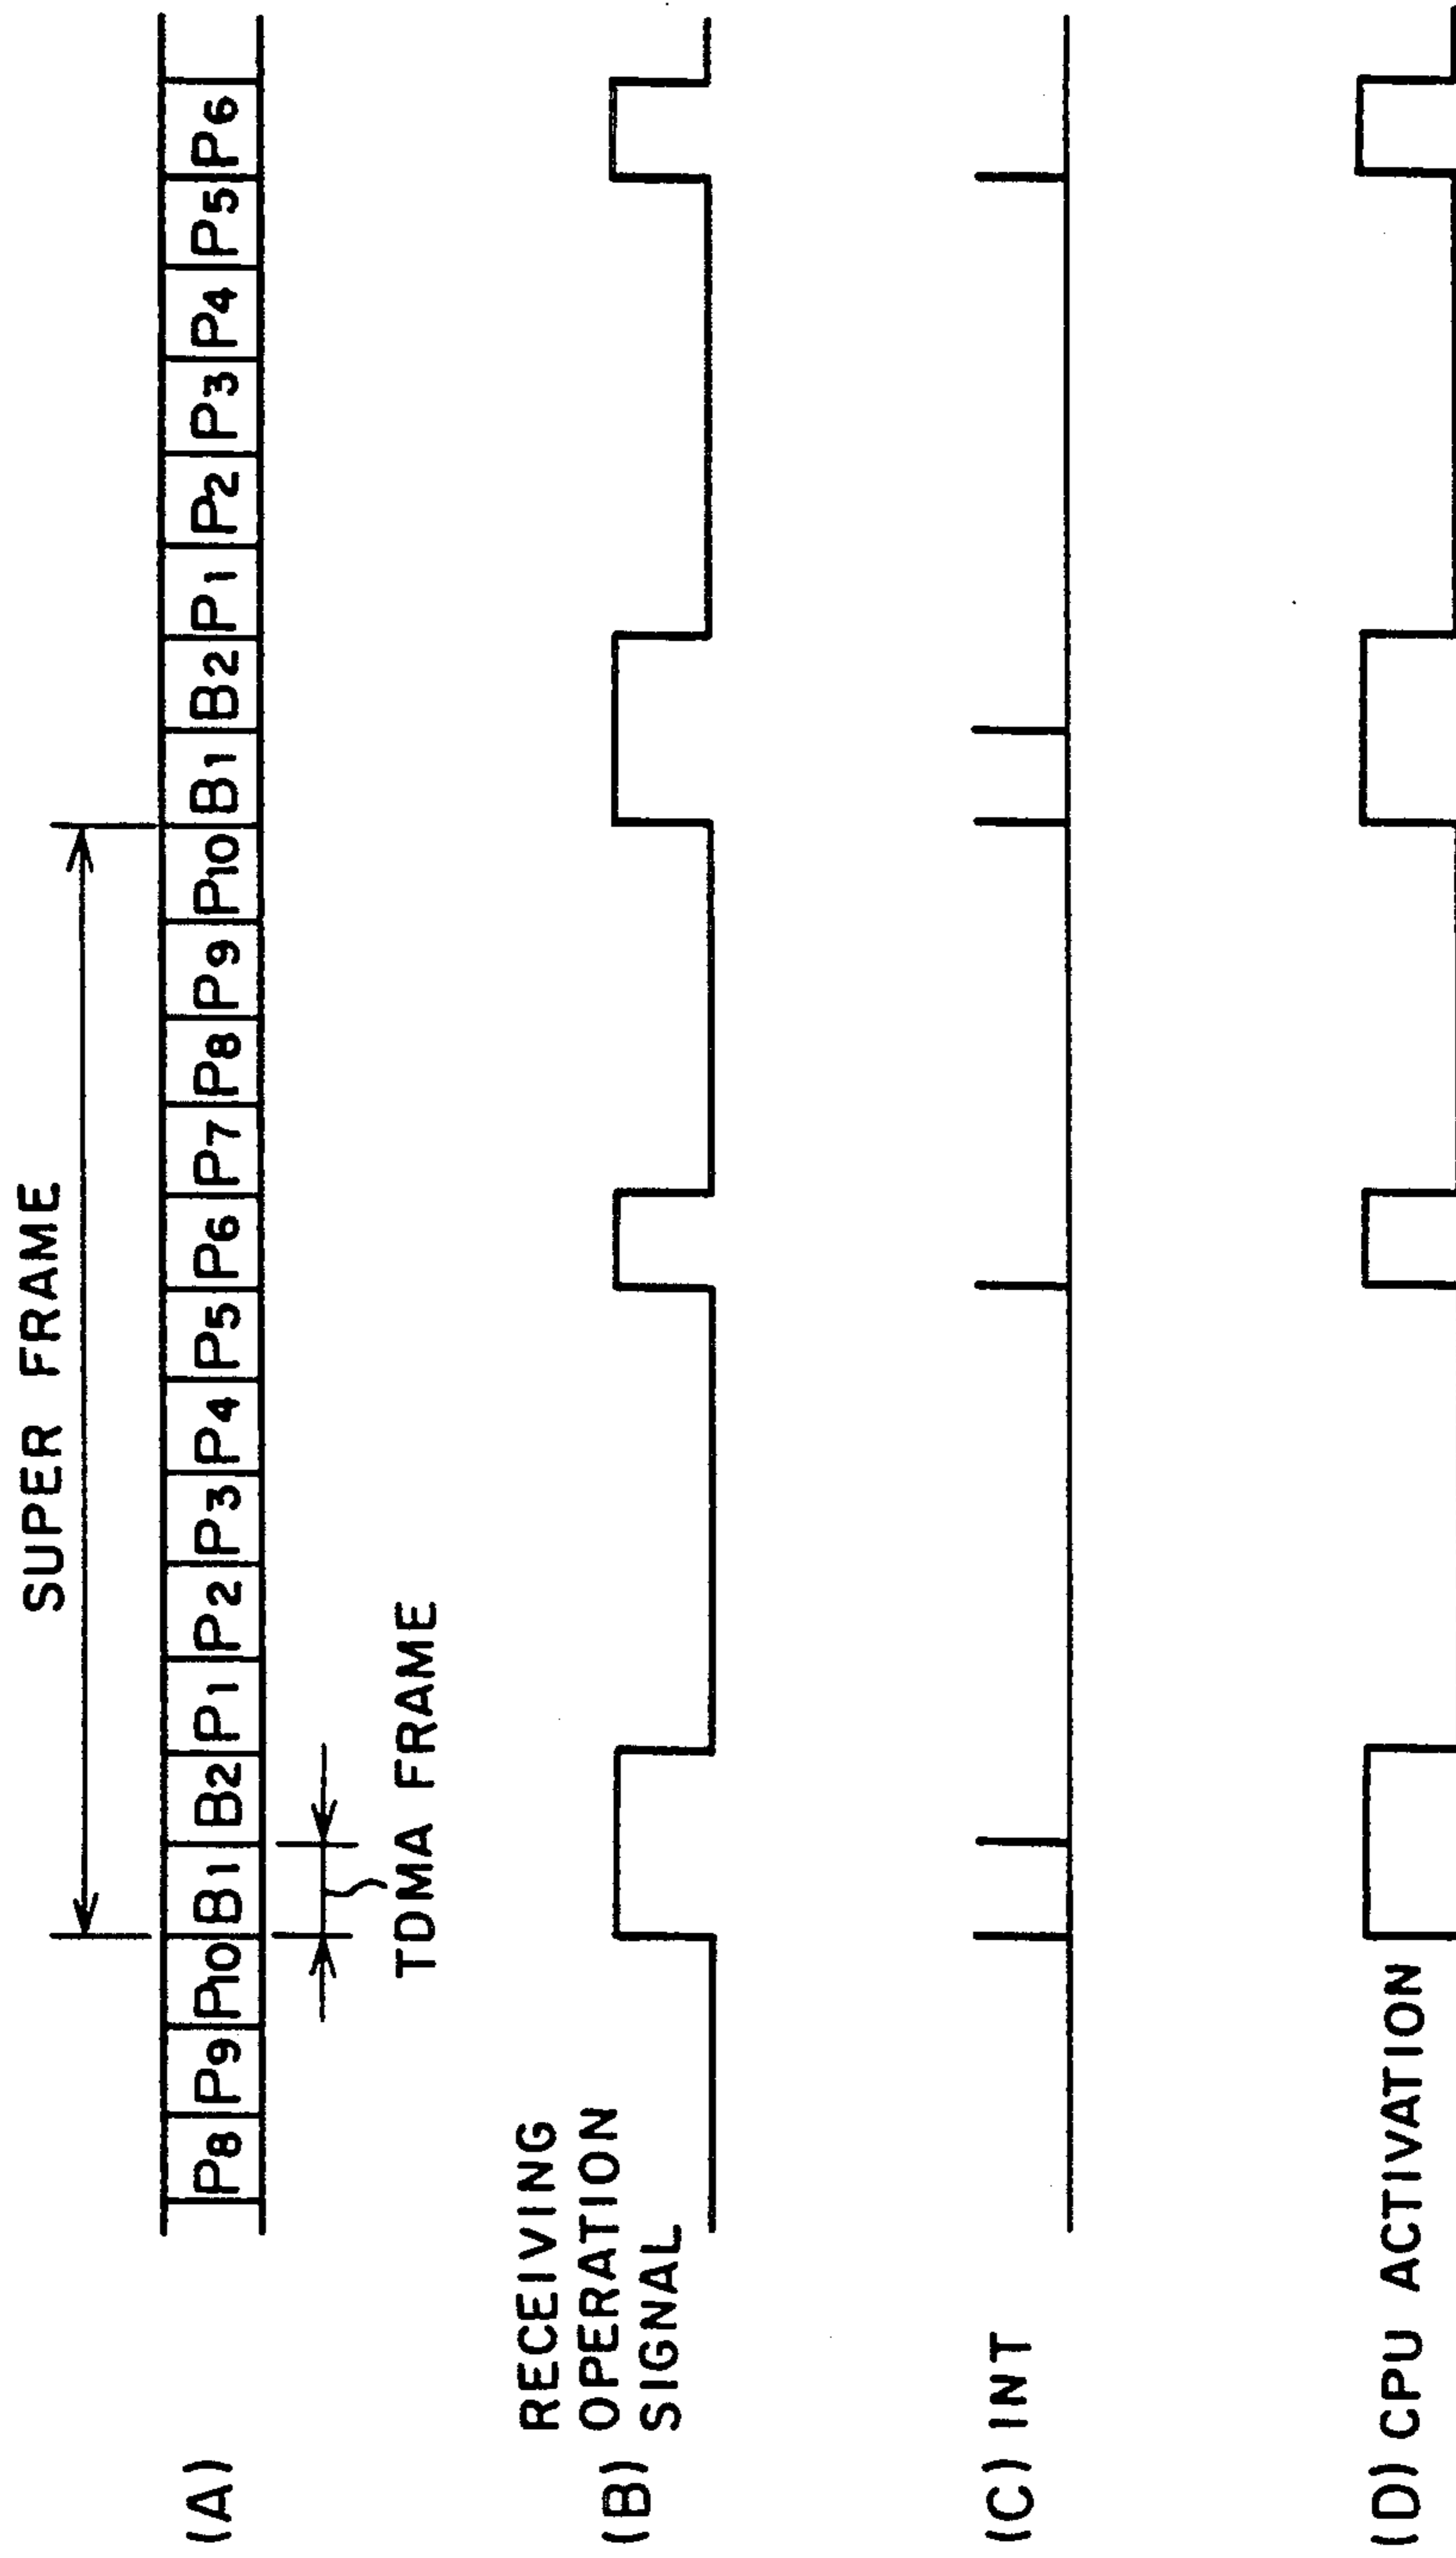 SUPER FRAME
(A) P8 P9 P10 B1 B2 P1 P2 P3 P4 P5 P6 P7 P8 P9 P10 B1 B2 P1 P2 P3 P4 P5 P6
TDMA FRAME
RECEIVING
(B) OPERATION
SIGNAL
(C) INT
(D) CPU ACTIVATION